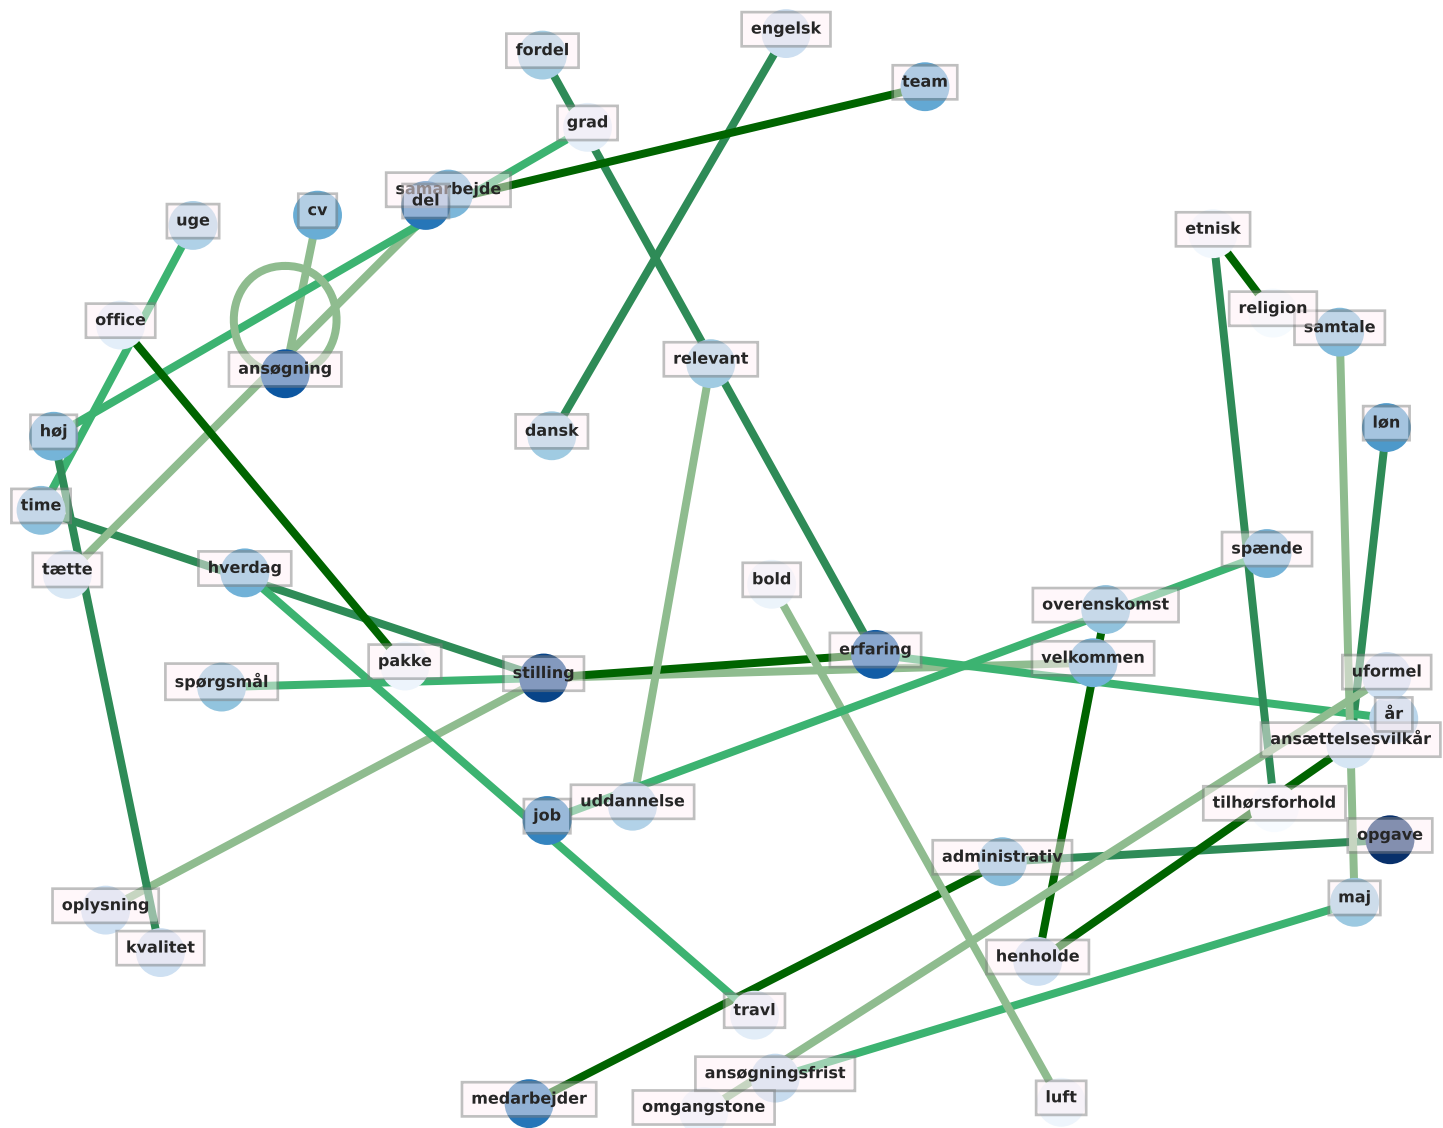 engelsk
fordel
team
grad
samarbejde
del
cv
uge
etnisk
religion
office
samtale
relevant
ansøgning
løn
høj
dansk
time
spænde
hverdag
tætte
bold
overenskomst
erfaring
velkommen
pakke
uformel
stilling
spørgsmål
år
ansættelsesvilkår
uddannelse
tilhørsforhold
job
opgave
administrativ
maj
oplysning
kvalitet
henholde
travl
ansøgningsfrist
luft
medarbejder
omgangstone